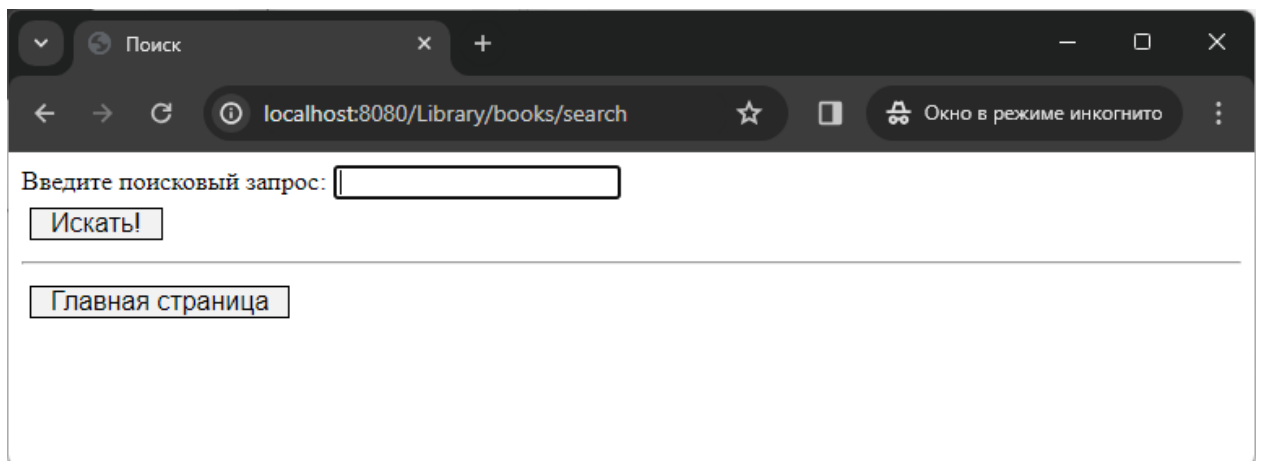 Поиск
localhost:8080/Library/books/search
Окно в режиме инкогнито
Введите поисковый запрос:
Искать!
Главная страница